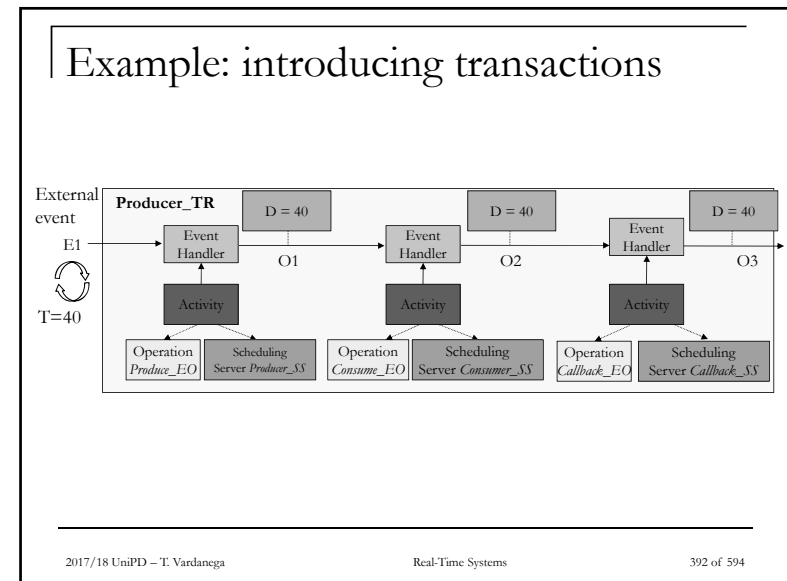 Example: introducing transactions
External
event
E1
T=40
Producer_TR
D = 40
D = 40
D = 40
Event
Handler
Event
Handler
Event
Handler
O1
O2
O3
Activity
Activity
Activity
Operation
Produce_EO
Scheduling
Server Producer_SS
Operation
Consume_EO
Scheduling
Server Consumer_SS
Operation
Callback_EO
Scheduling
Server Callback_SS
2017/18 UniPD – T. Vardanega
Real-Time Systems
392 of 594